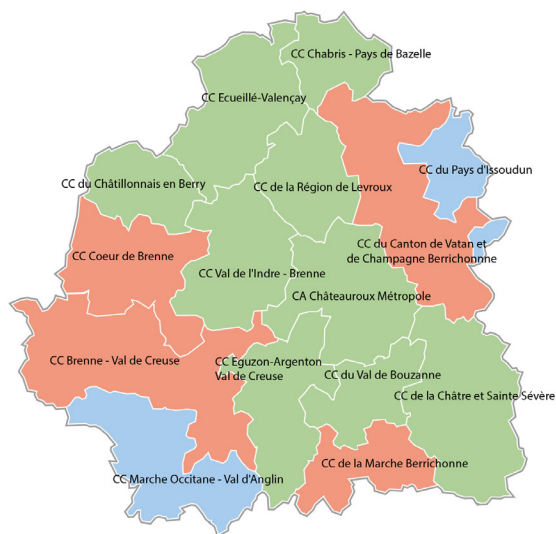 CC Chabris - Pays de Bazelle
CC Ecueillé-Valençay
CC du Pays d'Issoudun
CC du Châtillonnais en Berry
CC de la Région de Levroux
CC du Canton de Vatan et
de Champagne Berrichonnne
CC Coeur de Brenne
CC Val de l'Indre - Brenne
CA Châteauroux Métropole
CC Brenne - Val de Creuse
CC Eguzon-Argenton
Val de Creuse
CC du Val de Bouzanne
CC de la Châtre et Sainte Sévère
CC de la Marche Berrichonne
CC Marche Occitane - Val d'Anglin